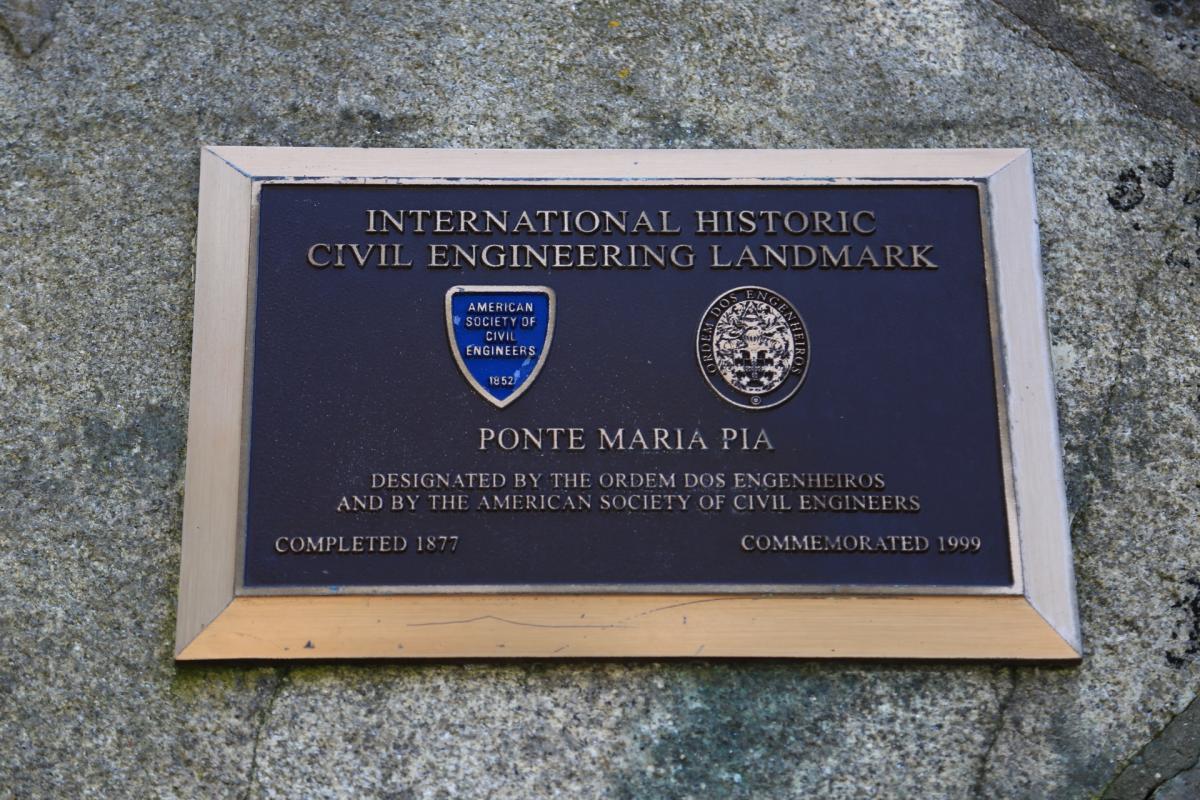 INTERNATIONAL HISTORIC
CIVIL ENGINEERING LANDMARK
AMERICAN
SOCIETY OF
CIVIL
ENGINEERS
1852
ORDEM DOS ENGENHEIROS
PONTE MARIA PIA
DESIGNATED BY THE ORDEM DOS ENGENHEIROS
AND BY THE AMERICAN SOCIETY OF CIVIL ENGINEERS
COMPLETED 1877
COMMEMORATED 1999